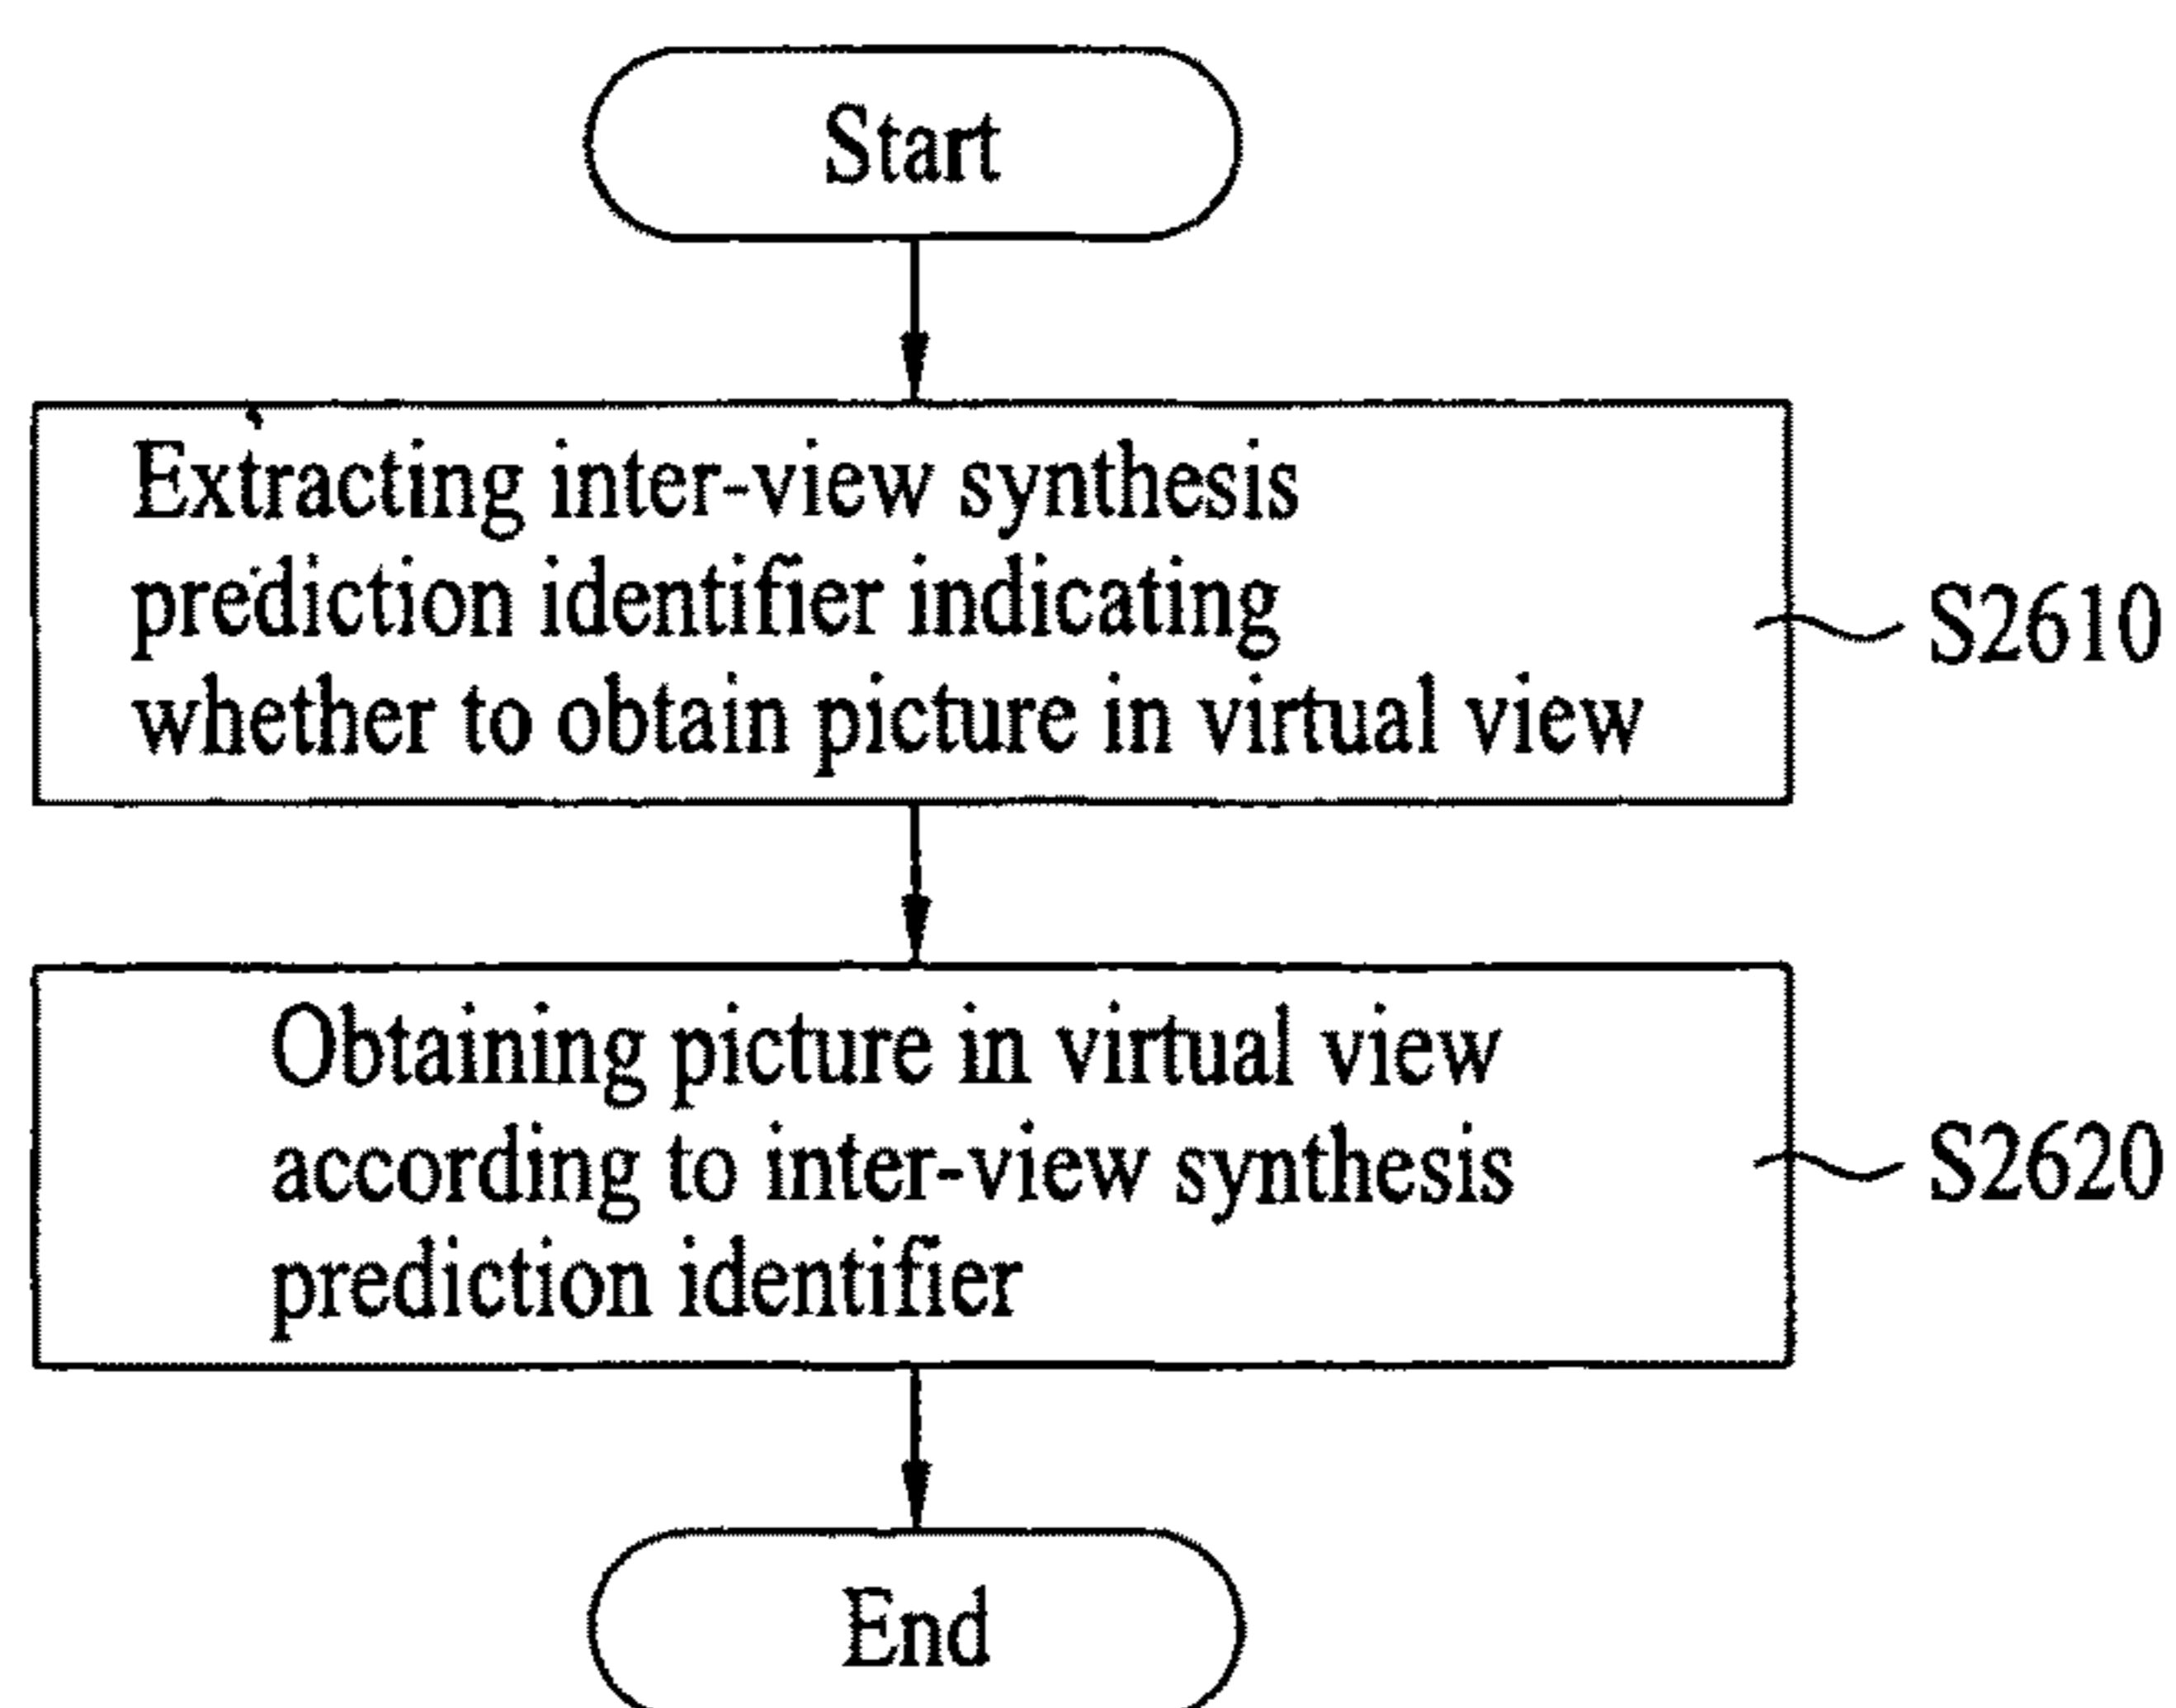 Start
Extracting inter-view synthesis
prediction identifier indicating
whether to obtain picture in virtual view
S2610
Obtaining picture in virtual view
according to inter-view synthesis
prediction identifier
S2620
End